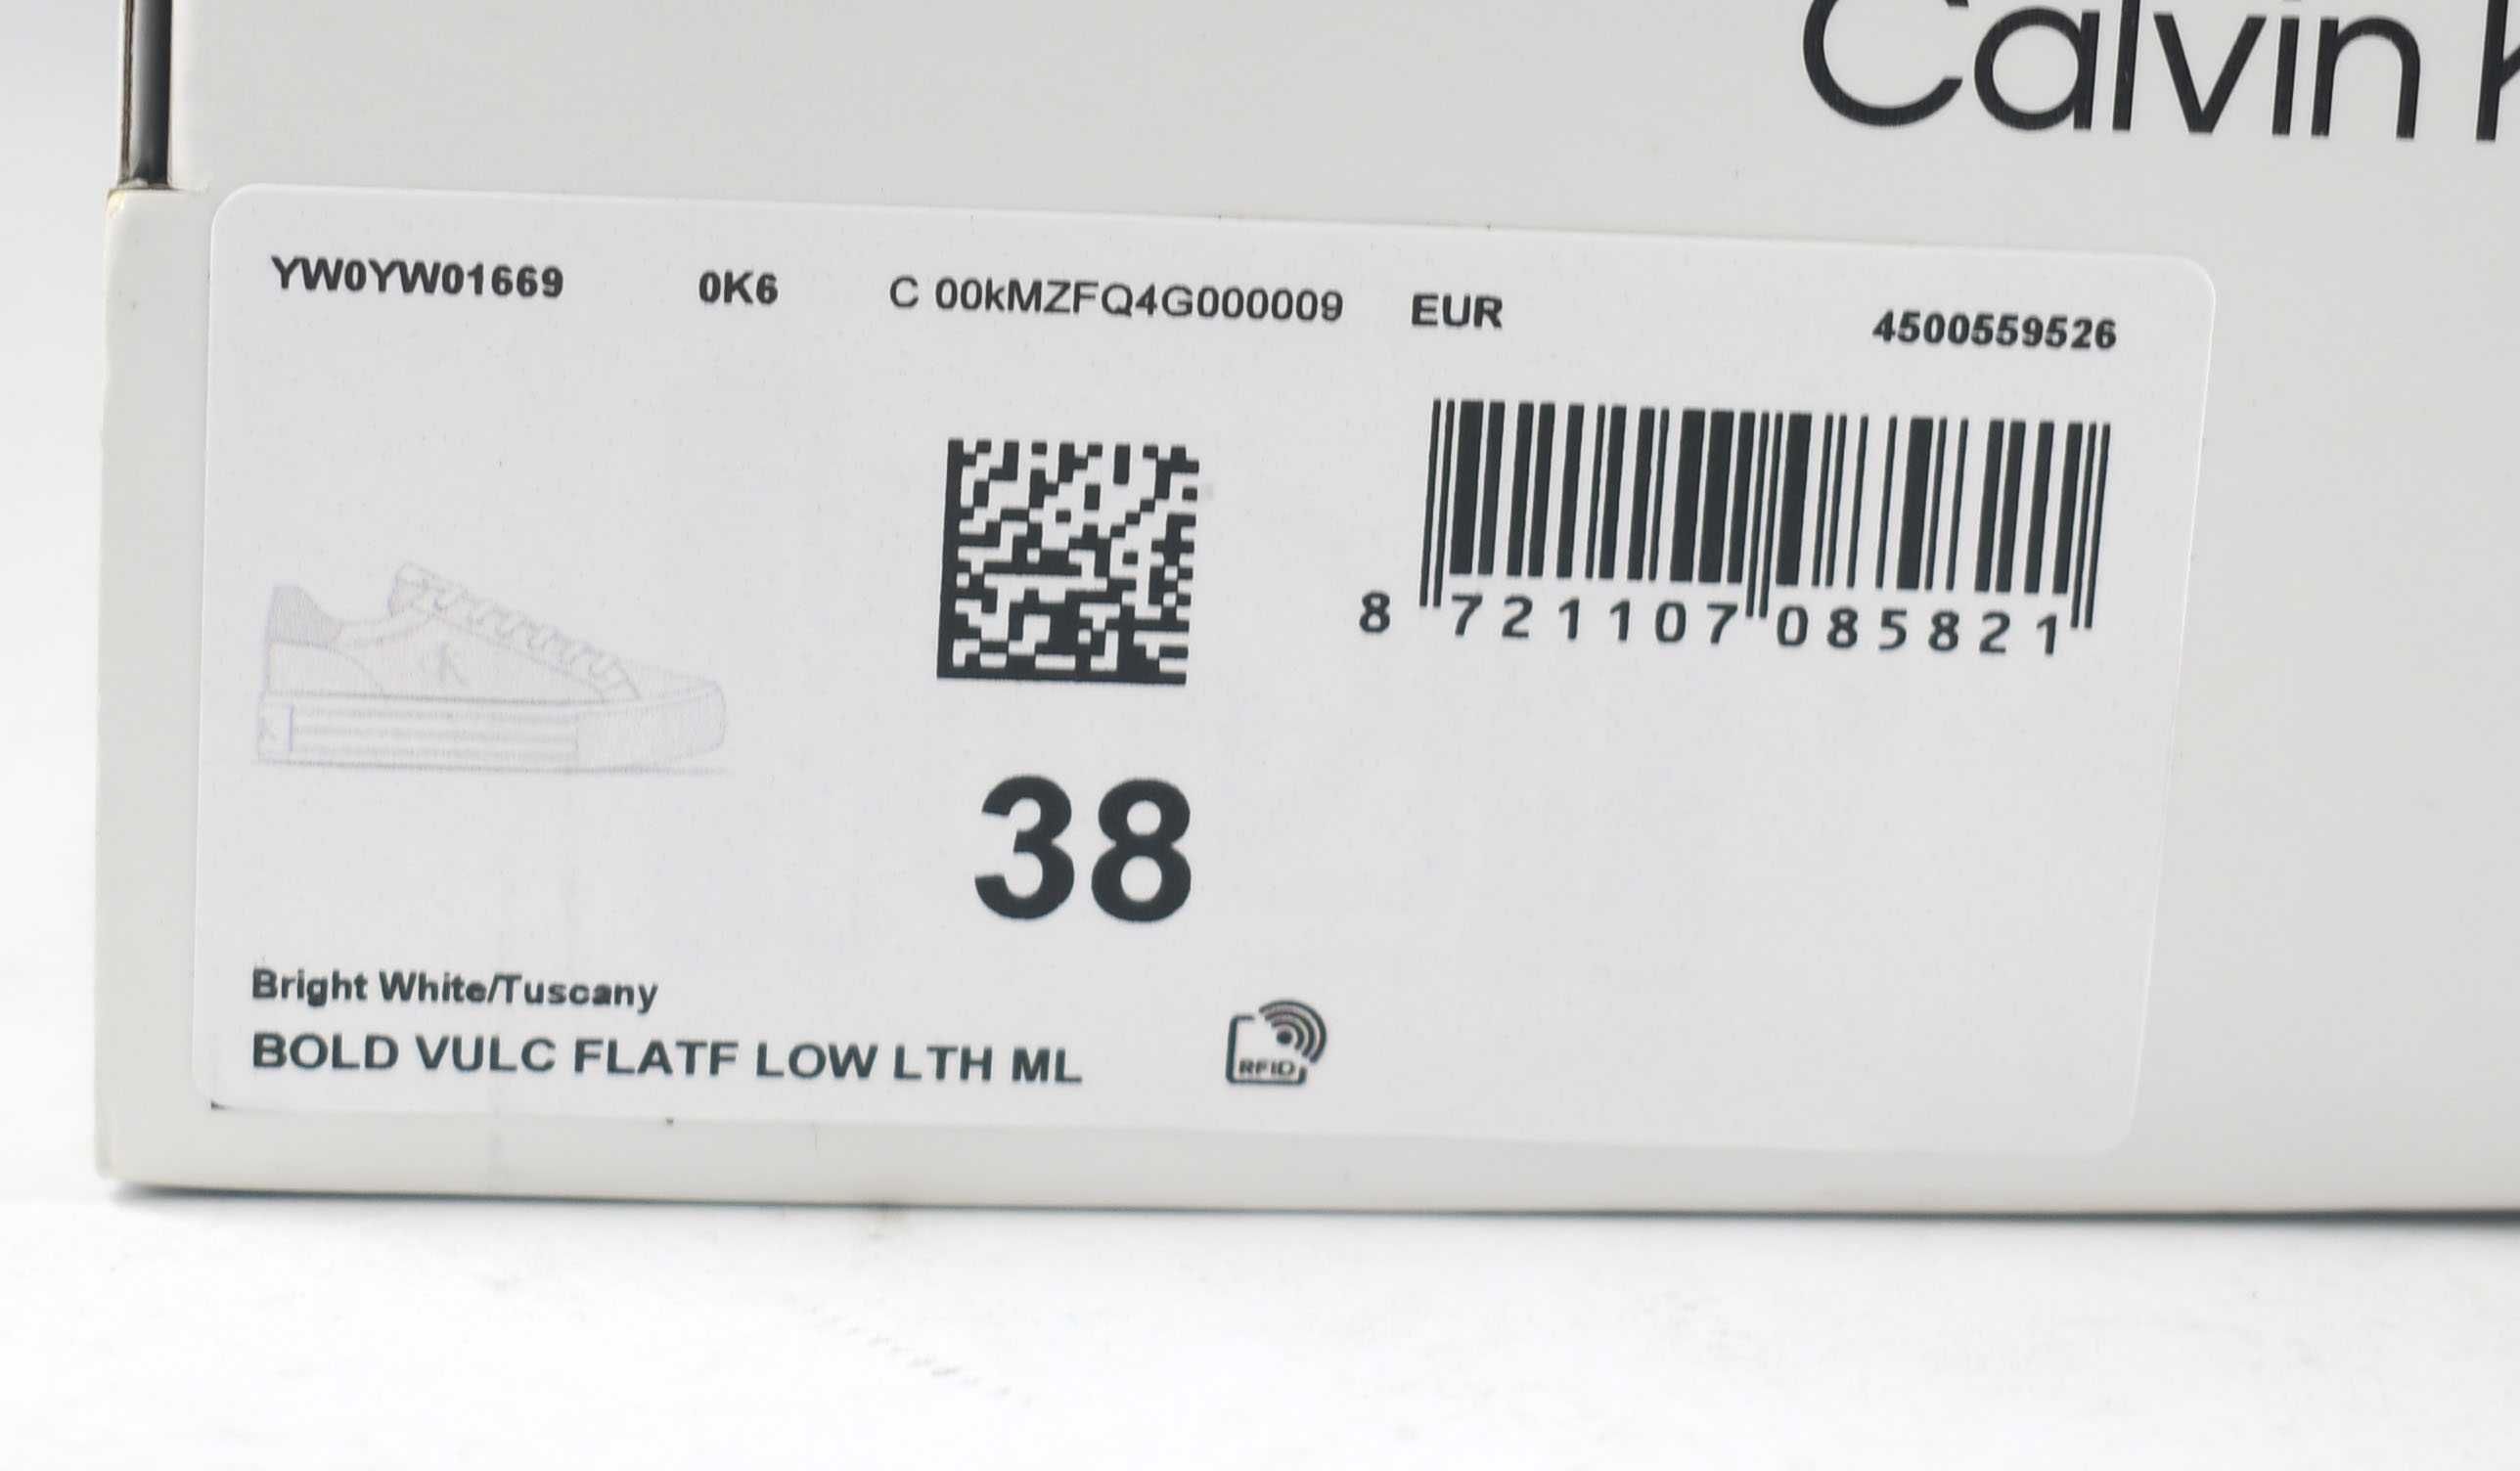 Calvin K
YW0YW01669 0K6 C 00kMZFQ4G000009 EUR 4500559526
8 721107 085821
38
Bright White/Tuscany
BOLD VULC FLATF LOW LTH ML
RFID